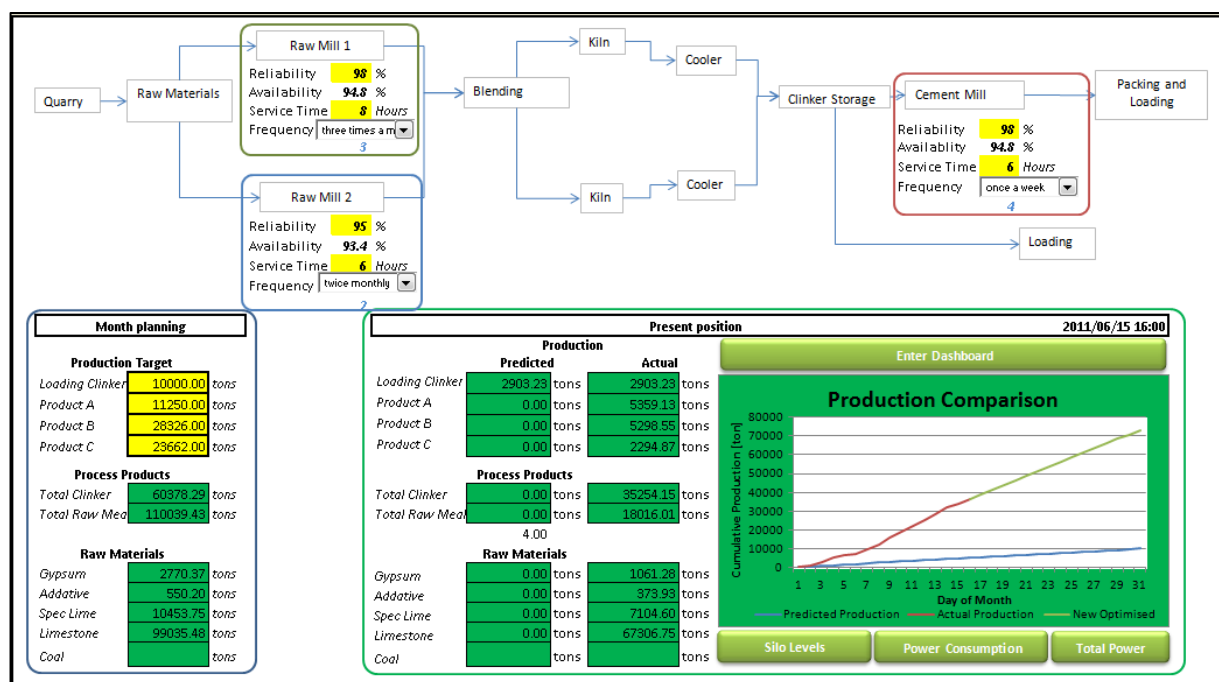 Quarry
Raw Materials
Raw Mill 1
Reliability 98 %
Availability 94.8 %
Service Time 8 Hours
Frequency three times a m
3
Raw Mill 2
Reliability 95 %
Availability 93.4 %
Service Time 6 Hours
Frequency twice monthly
2
Blending
Kiln
Cooler
Kiln
Cooler
Clinker Storage
Cement Mill
Reliability 98 %
Availability 94.8 %
Service Time 6 Hours
Frequency once a week
4
Packing and
Loading
Loading
Month planning
Production Target
Loading Clinker 10000.00 tons
Product A 11250.00 tons
Product B 28326.00 tons
Product C 23662.00 tons
Process Products
Total Clinker 60378.29 tons
Total Raw Meal 110039.43 tons
Raw Materials
Gypsum 2770.37 tons
Addative 550.20 tons
Spec Lime 10453.75 tons
Limestone 99035.48 tons
Coal tons
Present position 2011/06/15 16:00
Production
Predicted Actual
Loading Clinker 2903.23 tons 2903.23 tons
Product A 0.00 tons 5359.13 tons
Product B 0.00 tons 5298.55 tons
Product C 0.00 tons 2294.87 tons
Process Products
Total Clinker 0.00 tons 35254.15 tons
Total Raw Meal 0.00 tons 18016.01 tons
4.00
Raw Materials
Gypsum 0.00 tons 1061.28 tons
Addative 0.00 tons 373.93 tons
Spec Lime 0.00 tons 7104.60 tons
Limestone 0.00 tons 67306.75 tons
Coal tons tons
Enter Dashboard
Production Comparison
Cumulative Production [ton]
80000
70000
60000
50000
40000
30000
20000
10000
0
1 3 5 7 9 11 13 15 17 19 21 23 25 27 29 31
Day of Month
Predicted Production Actual Production New Optimised
Silo Levels Power Consumption Total Power